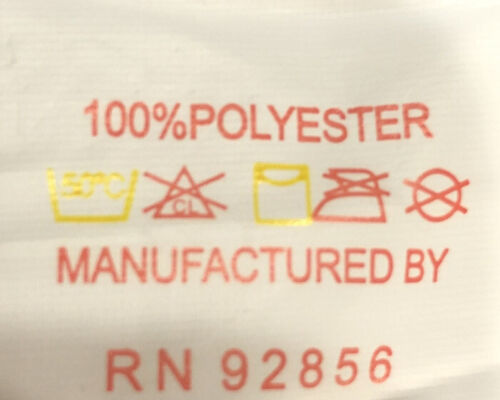 100%POLYESTER
50°C CL
MANUFACTURED BY
RN 92856